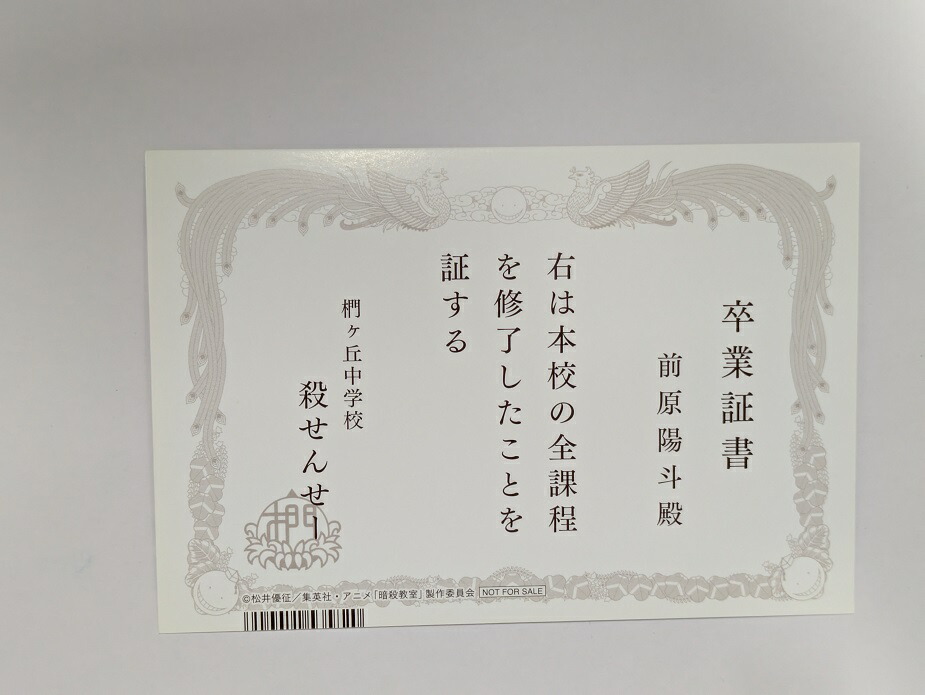 卒業証書
前原陽斗殿
右は本校の全課程
を修了したことを
証する
椚ヶ丘中学校
殺せんせー
椚
©松井優征／集英社・アニメ「暗殺教室」製作委員会 NOT FOR SALE